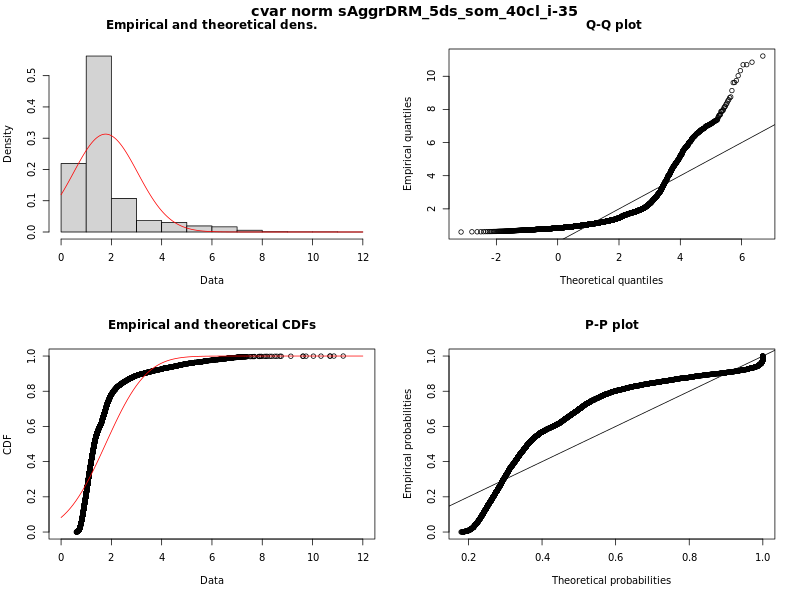 cvar norm sAggrDRM_5ds_som_40cl_i-35
Empirical and theoretical dens.
Density
0.0 0.1 0.2 0.3 0.4 0.5
0 2 4 6 8 10 12
Data
Q-Q plot
Empirical quantiles
2 4 6 8 10
-2 0 2 4 6
Theoretical quantiles
Empirical and theoretical CDFs
CDF
0.0 0.2 0.4 0.6 0.8 1.0
0 2 4 6 8 10 12
Data
P-P plot
Empirical probabilities
0.0 0.2 0.4 0.6 0.8 1.0
0.2 0.4 0.6 0.8 1.0
Theoretical probabilities